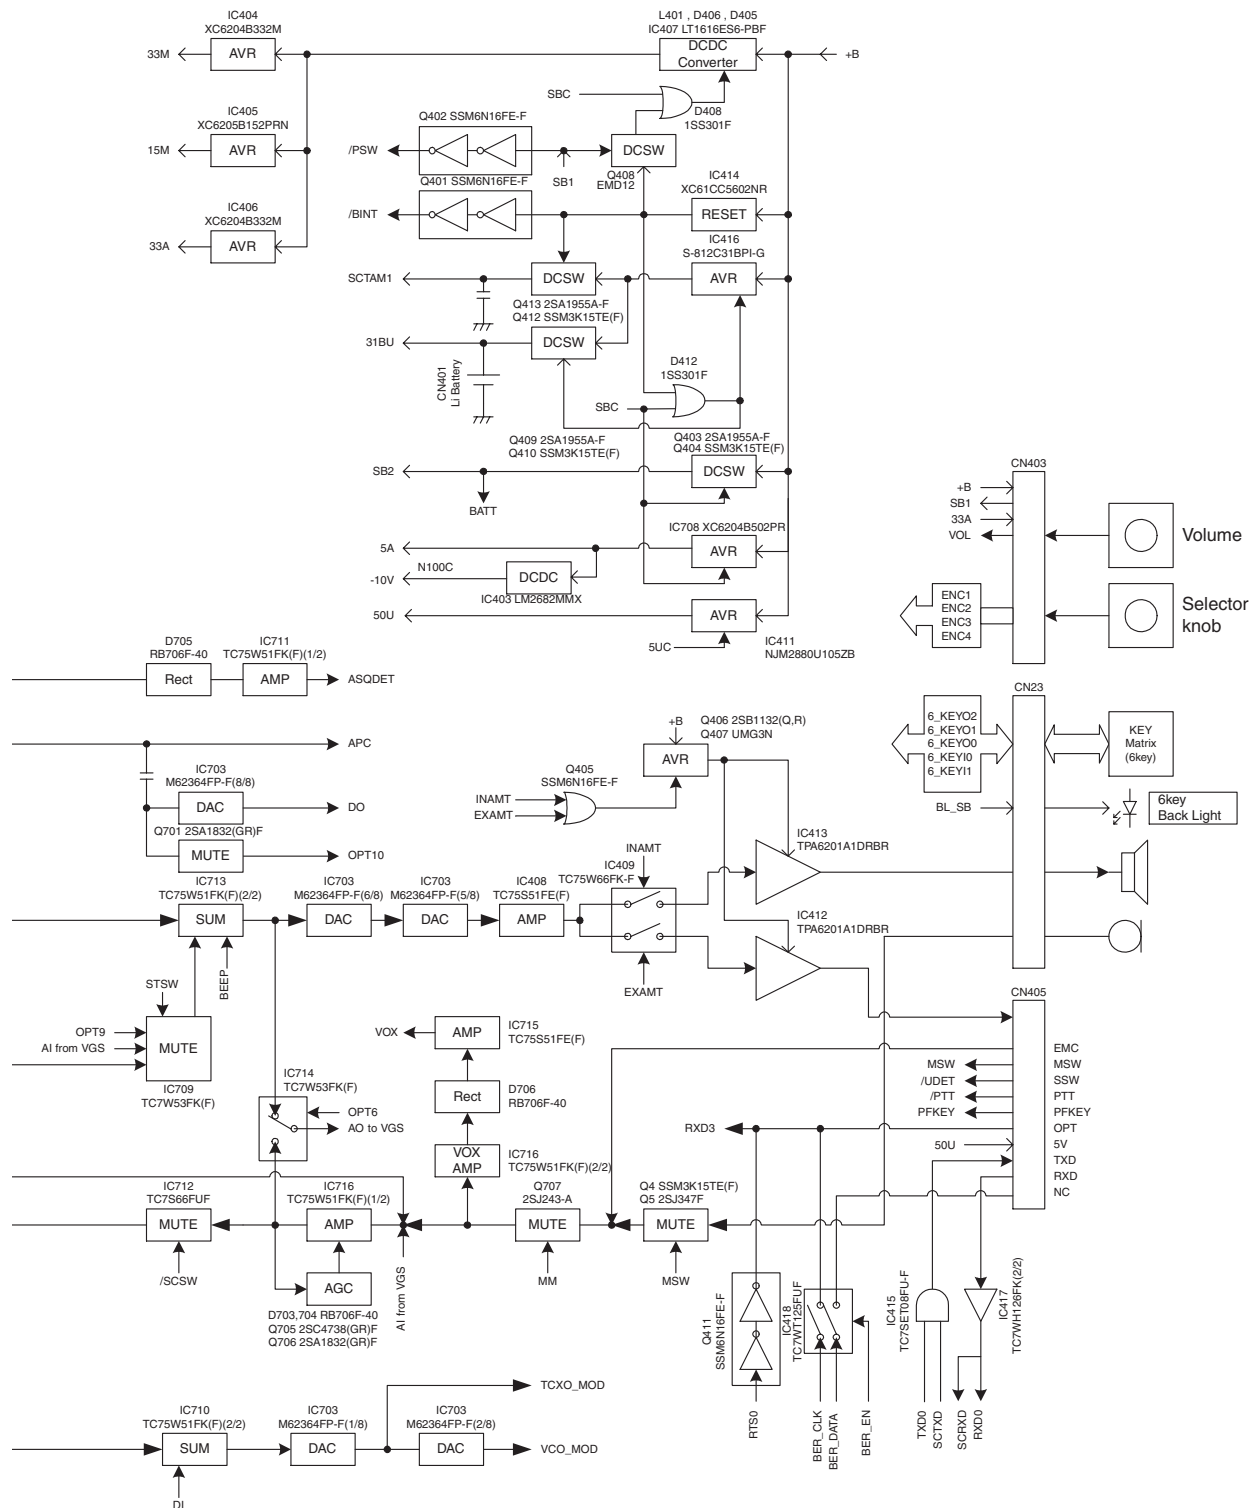 IC404
XC6204B332M
33M
AVR
L401 , D406 , D405
IC407 LT1616ES6-PBF
DCDC
Converter
+B
SBC
D408
1SS301F
IC405
XC6205B152PRN
15M
AVR
Q402 SSM6N16FE-F
/PSW
DCSW
SB1
Q408
EMD12
Q401 SSM6N16FE-F
/BINT
IC414
XC61CC5602NR
RESET
IC406
XC6204B332M
33A
AVR
IC416
S-812C31BPI-G
SCTAM1
DCSW
AVR
Q413 2SA1955A-F
Q412 SSM3K15TE(F)
31BU
DCSW
CN401
Li Battery
D412
1SS301F
SBC
Q409 2SA1955A-F
Q410 SSM3K15TE(F)
Q403 2SA1955A-F
Q404 SSM3K15TE(F)
SB2
DCSW
BATT
IC708 XC6204B502PR
5A
AVR
N100C
-10V
DCDC
IC403 LM2682MMX
50U
AVR
5UC
IC411
NJM2880U105ZB
CN403
+B
SB1
33A
VOL
Volume
ENC1
ENC2
ENC3
ENC4
Selector
knob
D705
RB706F-40
Rect
IC711
TC75W51FK(F)(1/2)
AMP
ASQDET
APC
IC703
M62364FP-F(8/8)
DAC
DO
Q701 2SA1832(GR)F
MUTE
OPT10
+B
Q406 2SB1132(Q,R)
Q407 UMG3N
AVR
Q405
SSM6N16FE-F
INAMT
EXAMT
CN23
6_KEYO2
6_KEYO1
6_KEYO0
6_KEYI0
6_KEYI1
KEY
Matrix
(6key)
BL_SB
6key
Back Light
IC713
TC75W51FK(F)(2/2)
SUM
IC703
M62364FP-F(6/8)
DAC
IC703
M62364FP-F(5/8)
DAC
IC408
TC75S51FE(F)
AMP
INAMT
IC409
TC75W66FK-F
EXAMT
IC413
TPA6201A1DRBR
IC412
TPA6201A1DRBR
BEEP
STSW
OPT9
AI from VGS
MUTE
IC709
TC7W53FK(F)
VOX
AMP
IC715
TC75S51FE(F)
Rect
D706
RB706F-40
VOX
AMP
IC716
TC75W51FK(F)(2/2)
IC714
TC7W53FK(F)
OPT6
AO to VGS
CN405
EMC
MSW
MSW
/UDET
SSW
/PTT
PTT
PFKEY
PFKEY
RXD3
OPT
50U
5V
TXD
RXD
NC
IC712
TC7S66FUF
MUTE
/SCSW
IC716
TC75W51FK(F)(1/2)
AMP
AGC
D703,704 RB706F-40
Q705 2SC4738(GR)F
Q706 2SA1832(GR)F
AI from VGS
Q707
2SJ243-A
MUTE
MM
Q4 SSM3K15TE(F)
Q5 2SJ347F
MUTE
MSW
Q411
SSM6N16FE-F
RTS0
IC418
TC7WT125FUF
BER_CLK
BER_DATA
BER_EN
IC415
TC7SET08FU-F
TXD0
SCTXD
IC417
TC7WH126FK(2/2)
SCRXD
RXD0
TCXO_MOD
IC710
TC75W51FK(F)(2/2)
SUM
DI
IC703
M62364FP-F(1/8)
DAC
IC703
M62364FP-F(2/8)
DAC
VCO_MOD